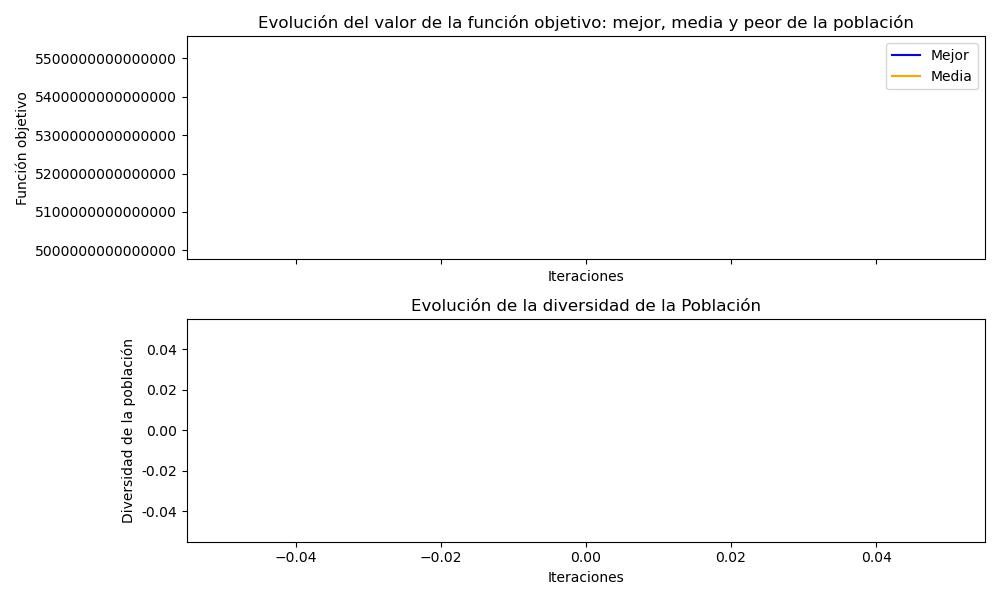 Evolución del valor de la función objetivo: mejor, media y peor de la población
Mejor
Media
Función objetivo
5500000000000000
5400000000000000
5300000000000000
5200000000000000
5100000000000000
5000000000000000
Iteraciones
Evolución de la diversidad de la Población
Diversidad de la población
0.04
0.02
0.00
-0.02
-0.04
−0.04
−0.02
0.00
0.02
0.04
Iteraciones